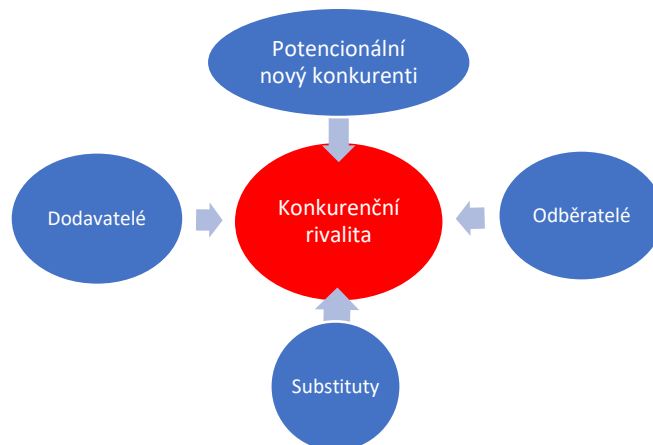 Potencionální
nový konkurenti
Dodavatelé
Konkurenční
rivalita
Odběratelé
Substituty